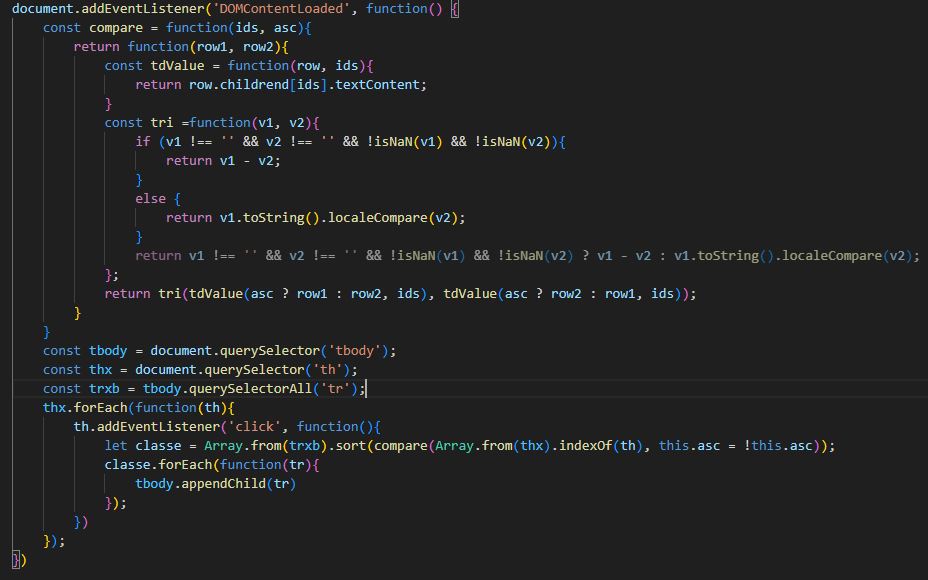 document.addEventListener('DOMContentLoaded', function() {
const compare = function(ids, asc){
return function(row1, row2){
const tdValue = function(row, ids){
return row.childrend[ids].textContent;
}
const tri =function(v1, v2){
if (v1 !== '' && v2 !== '' && !isNaN(v1) && !isNaN(v2)){
return v1 - v2;
}
else {
return v1.toString().localeCompare(v2);
}
return v1 !== '' && v2 !== '' && !isNaN(v1) && !isNaN(v2) ? v1 - v2 : v1.toString().localeCompare(v2);
};
return tri(tdValue(asc ? row1 : row2, ids), tdValue(asc ? row2 : row1, ids));
}
}
const tbody = document.querySelector('tbody');
const thx = document.querySelector('th');
const trxb = tbody.querySelectorAll('tr');
thx.forEach(function(th){
th.addEventListener('click', function(){
let classe = Array.from(trxb).sort(compare(Array.from(thx).indexOf(th), this.asc = !this.asc));
classe.forEach(function(tr){
tbody.appendChild(tr)
});
})
});
})